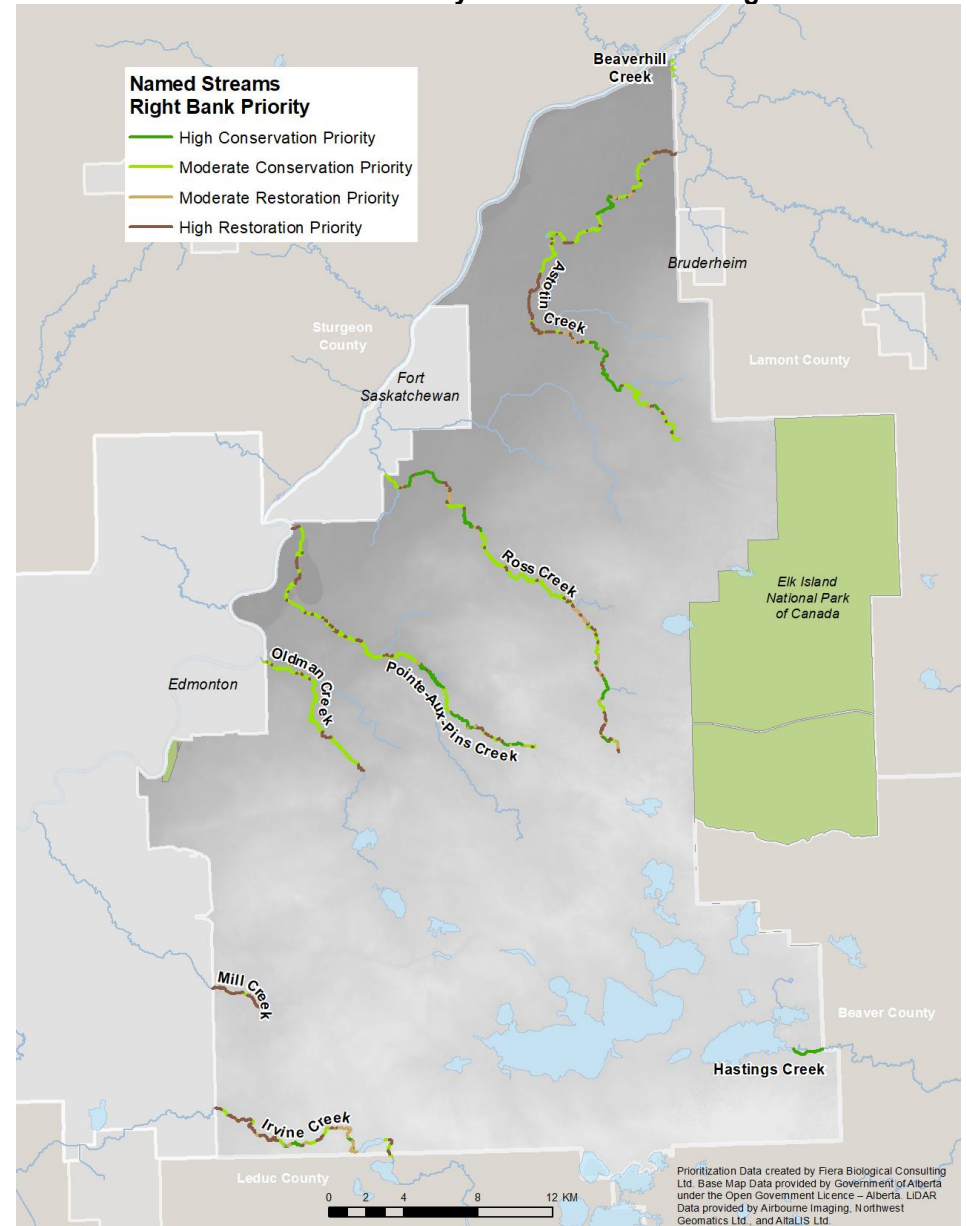 Beaverhill
Creek
Named Streams
Right Bank Priority
High Conservation Priority
Moderate Conservation Priority
Moderate Restoration Priority
High Restoration Priority
Bruderheim
Astotin Creek
Sturgeon
County
Lamont County
Fort
Saskatchewan
Ross Creek
Elk Island
National Park
of Canada
Oldman Creek
Edmonton
Pointe-Aux-Pins Creek
Mill Creek
Beaver County
Hastings Creek
Irvine Creek
Leduc County
0 2 4 8 12 KM
Prioritization Data created by Fiera Biological Consulting
Ltd. Base Map Data provided by Government of Alberta
under the Open Government Licence – Alberta. LiDAR
Data provided by Airbourne Imaging, Northwest
Geomatics Ltd., and AltaLIS Ltd.